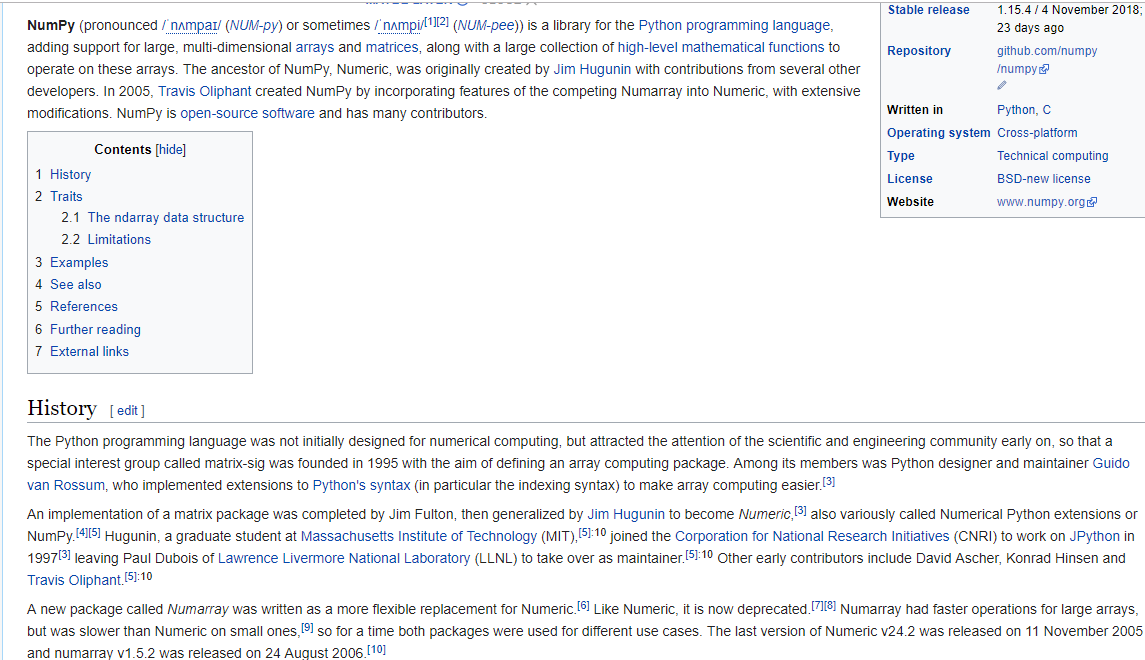 NumPy (pronounced /ˈnʌmpaɪ/ (NUM-py) or sometimes /ˈnʌmpi/[1][2] (NUM-pee)) is a library for the Python programming language,
adding support for large, multi-dimensional arrays and matrices, along with a large collection of high-level mathematical functions to
operate on these arrays. The ancestor of NumPy, Numeric, was originally created by Jim Hugunin with contributions from several other
developers. In 2005, Travis Oliphant created NumPy by incorporating features of the competing Numarray into Numeric, with extensive
modifications. NumPy is open-source software and has many contributors.
Stable release 1.15.4 / 4 November 2018;
23 days ago
Repository github.com/numpy
/numpy
Written in Python, C
Operating system Cross-platform
Type Technical computing
License BSD-new license
Website www.numpy.org
Contents [hide]
1 History
2 Traits
2.1 The ndarray data structure
2.2 Limitations
3 Examples
4 See also
5 References
6 Further reading
7 External links
History [ edit ]
The Python programming language was not initially designed for numerical computing, but attracted the attention of the scientific and engineering community early on, so that a
special interest group called matrix-sig was founded in 1995 with the aim of defining an array computing package. Among its members was Python designer and maintainer Guido
van Rossum, who implemented extensions to Python's syntax (in particular the indexing syntax) to make array computing easier.[3]
An implementation of a matrix package was completed by Jim Fulton, then generalized by Jim Hugunin to become Numeric,[3] also variously called Numerical Python extensions or
NumPy.[4][5] Hugunin, a graduate student at Massachusetts Institute of Technology (MIT),[5]:10 joined the Corporation for National Research Initiatives (CNRI) to work on JPython in
1997[3] leaving Paul Dubois of Lawrence Livermore National Laboratory (LLNL) to take over as maintainer.[5]:10 Other early contributors include David Ascher, Konrad Hinsen and
Travis Oliphant.[5]:10
A new package called Numarray was written as a more flexible replacement for Numeric.[6] Like Numeric, it is now deprecated.[7][8] Numarray had faster operations for large arrays,
but was slower than Numeric on small ones,[9] so for a time both packages were used for different use cases. The last version of Numeric v24.2 was released on 11 November 2005
and numarray v1.5.2 was released on 24 August 2006.[10]